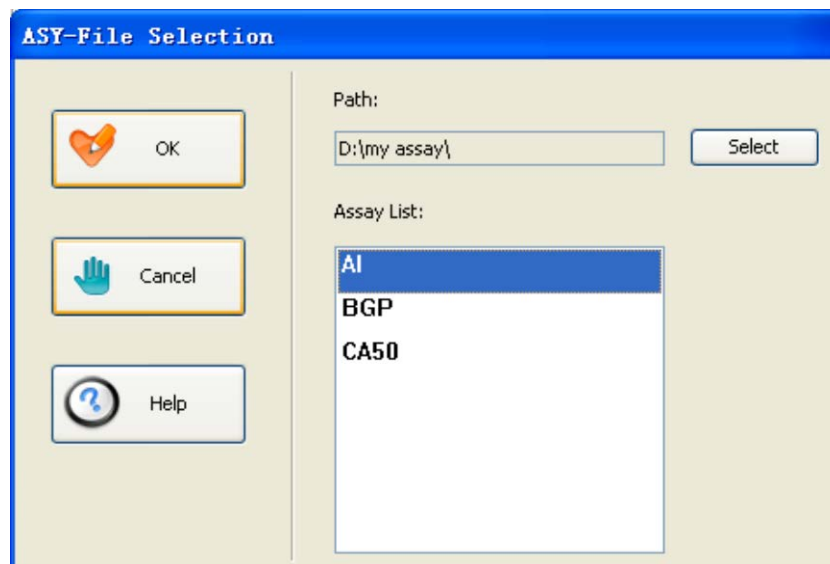 ASY-File Selection
OK
Cancel
Help
Path:
D:\my assay\
Select
Assay List:
AI
BGP
CA50